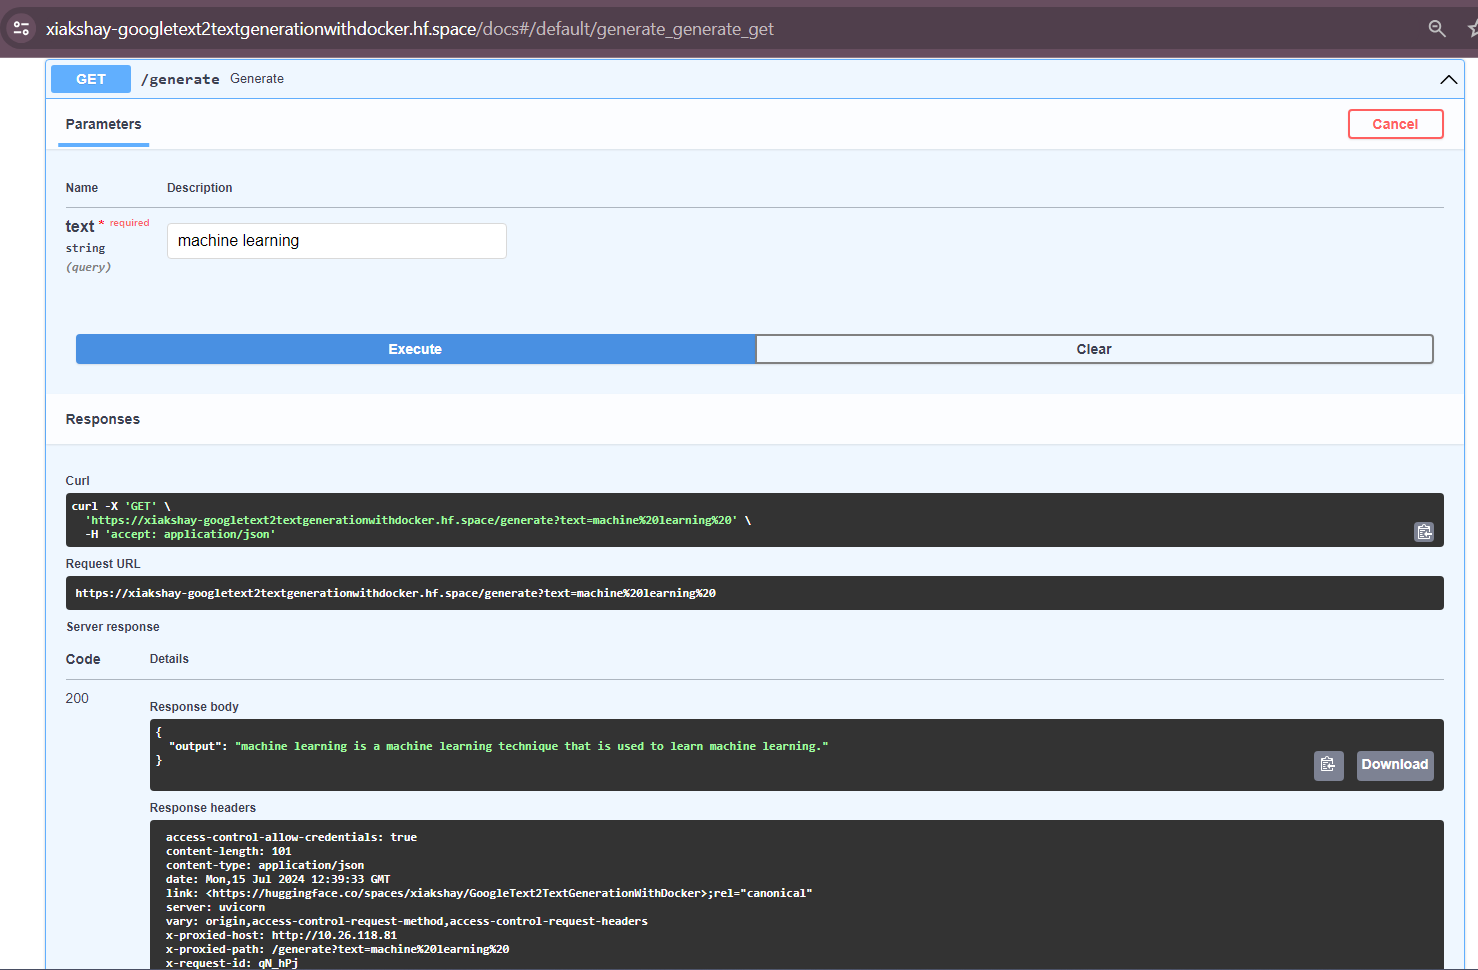 xiakshay-googletext2textgenerationwithdocker.hf.space/docs#/default/generate_generate_get
GET /generate Generate
Parameters Cancel
Name Description
text * required
string
(query)
machine learning
Execute Clear
Responses
Curl
curl -X 'GET' \
'https://xiakshay-googletext2textgenerationwithdocker.hf.space/generate?text=machine%20learning%20' \
-H 'accept: application/json'
Request URL
https://xiakshay-googletext2textgenerationwithdocker.hf.space/generate?text=machine%20learning%20
Server response
Code Details
200
Response body
{
"output": "machine learning is a machine learning technique that is used to learn machine learning."
}
Download
Response headers
access-control-allow-credentials: true
content-length: 101
content-type: application/json
date: Mon,15 Jul 2024 12:39:33 GMT
link: <https://huggingface.co/spaces/xiakshay/GoogleText2TextGenerationWithDocker>;rel="canonical"
server: uvicorn
vary: origin,access-control-request-method,access-control-request-headers
x-proxied-host: http://10.26.118.81
x-proxied-path: /generate?text=machine%20learning%20
x-request-id: qN_hPj